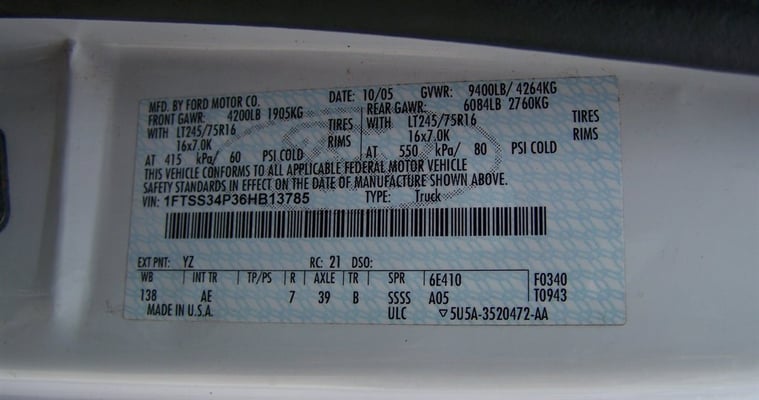 MFD. BY FORD MOTOR CO. DATE: 10/05 GVWR: 9400LB/ 4264KG
FRONT GAWR: 4200LB 1905KG REAR GAWR: 6084LB 2760KG
WITH LT245/75R16 TIRES WITH LT245/75R16 TIRES
16x7.0K RIMS 16x7.0K RIMS
AT 415 kPa/ 60 PSI COLD AT 550 kPa/ 80 PSI COLD
THIS VEHICLE CONFORMS TO ALL APPLICABLE FEDERAL MOTOR VEHICLE
SAFETY STANDARDS IN EFFECT ON THE DATE OF MANUFACTURE SHOWN ABOVE.
VIN: 1FTSS34P36HB13785 TYPE: Truck
EXT PNT: YZ RC: 21 DSO:
WB INT TR TP/PS R AXLE TR SPR 6E410 F0340
138 AE 7 39 B SSSS A05 T0943
MADE IN U.S.A. ULC ▽5U5A-3520472-AA